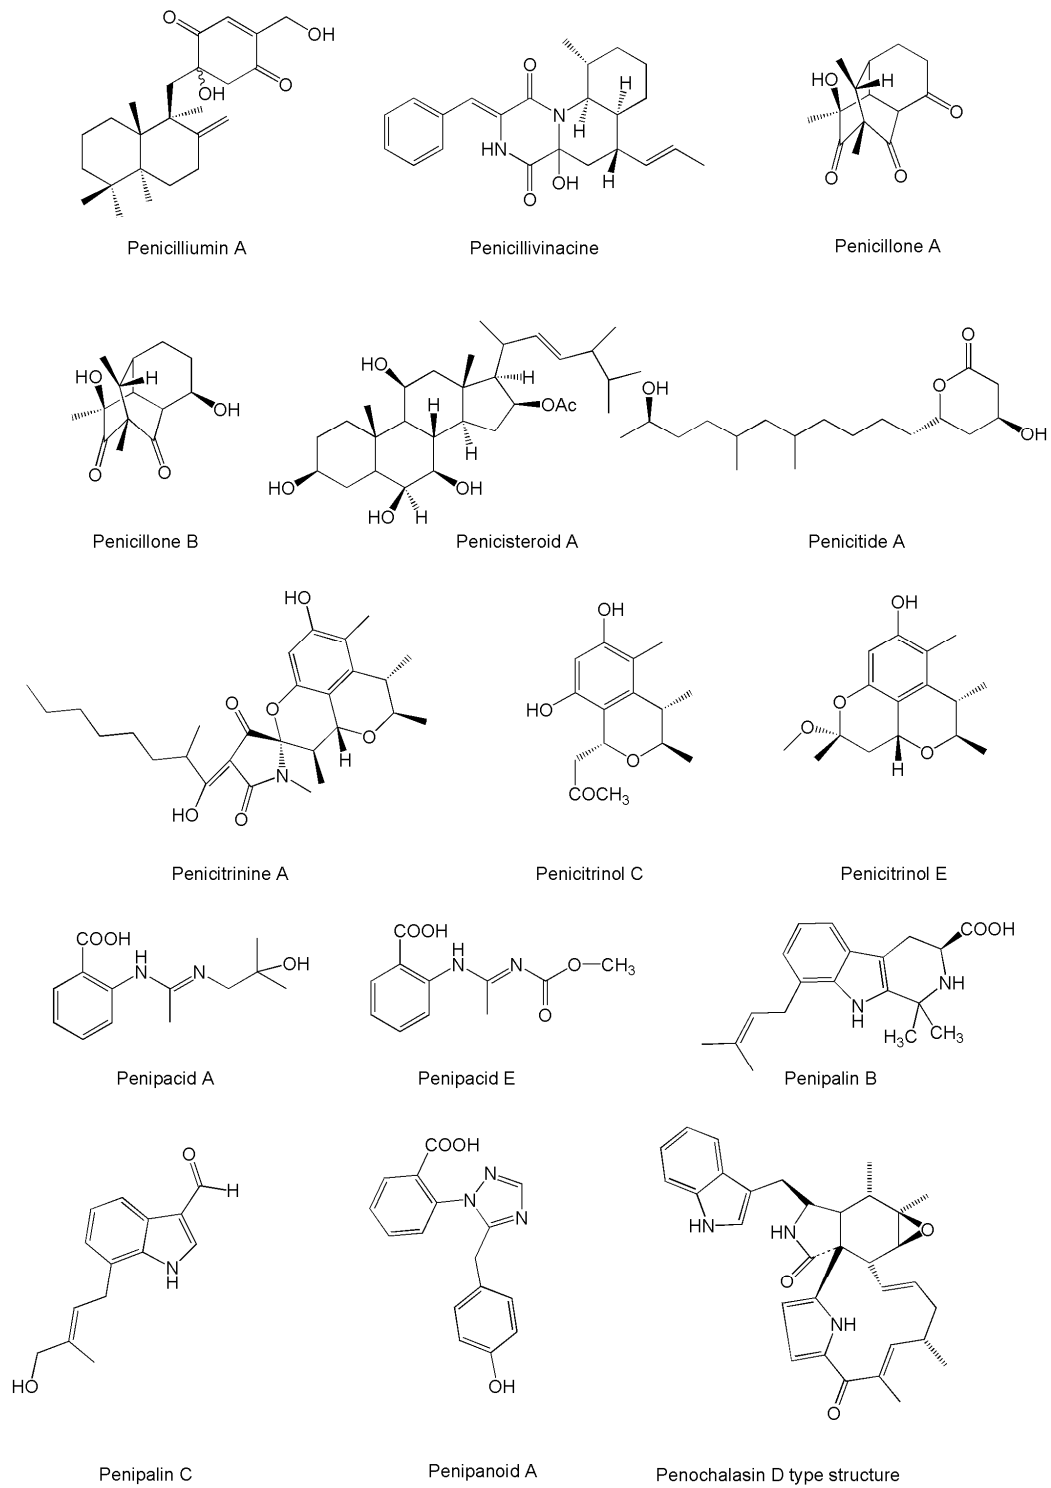 O
OH
O
OH
Penicilliumin A
O
N
H
H
HN
O
OH
H
Penicillivinacine
HO
H
O
O
O
Penicillone A
HO
H
OH
O
O
Penicillone B
HO
H
H
OAc
H
HO
OH
HO
H
Penicisteroid A
O
OH
O
OH
Penicitide A
HO
O
O
O
H
N
HO
O
Penicitrinine A
OH
HO
O
COCH3
Penicitrinol C
OH
O
O
O
H
Penicitrinol E
COOH
H
N
N
OH
Penipacid A
COOH
H
N
N
O
CH3
O
Penipacid E
COOH
NH
N
H
H3C
CH3
Penipalin B
O
H
N
H
HO
Penipalin C
COOH
N
N
N
OH
Penipanoid A
HN
HN
O
O
NH
O
Penochalasin D type structure